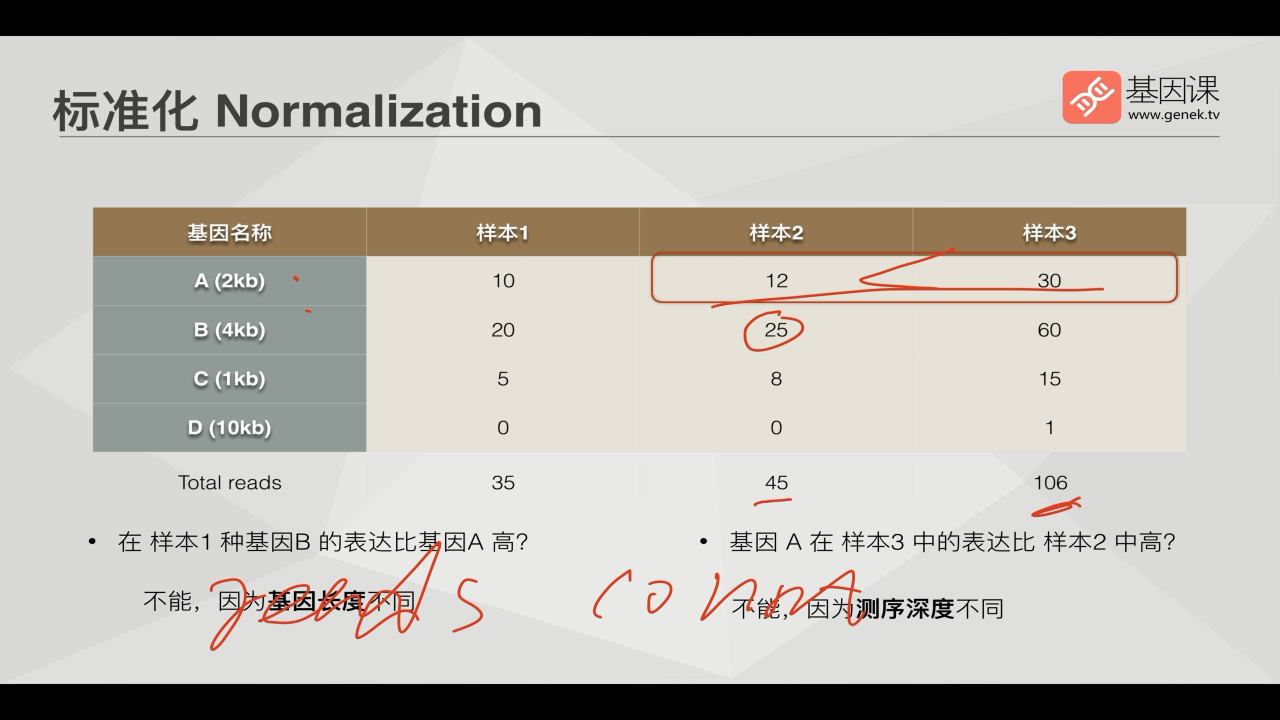 标准化 Normalization
基因课
www.genek.tv
基因名称 样本1 样本2 样本3
A (2kb) 10 12 30
B (4kb) 20 25 60
C (1kb) 5 8 15
D (10kb) 0 0 1
Total reads 35 45 106
• 在 样本1 种基因B 的表达比基因A 高?
不能，因为基因长度不同
• 基因 A 在 样本3 中的表达比 样本2 中高?
不能，因为测序深度不同
reads count